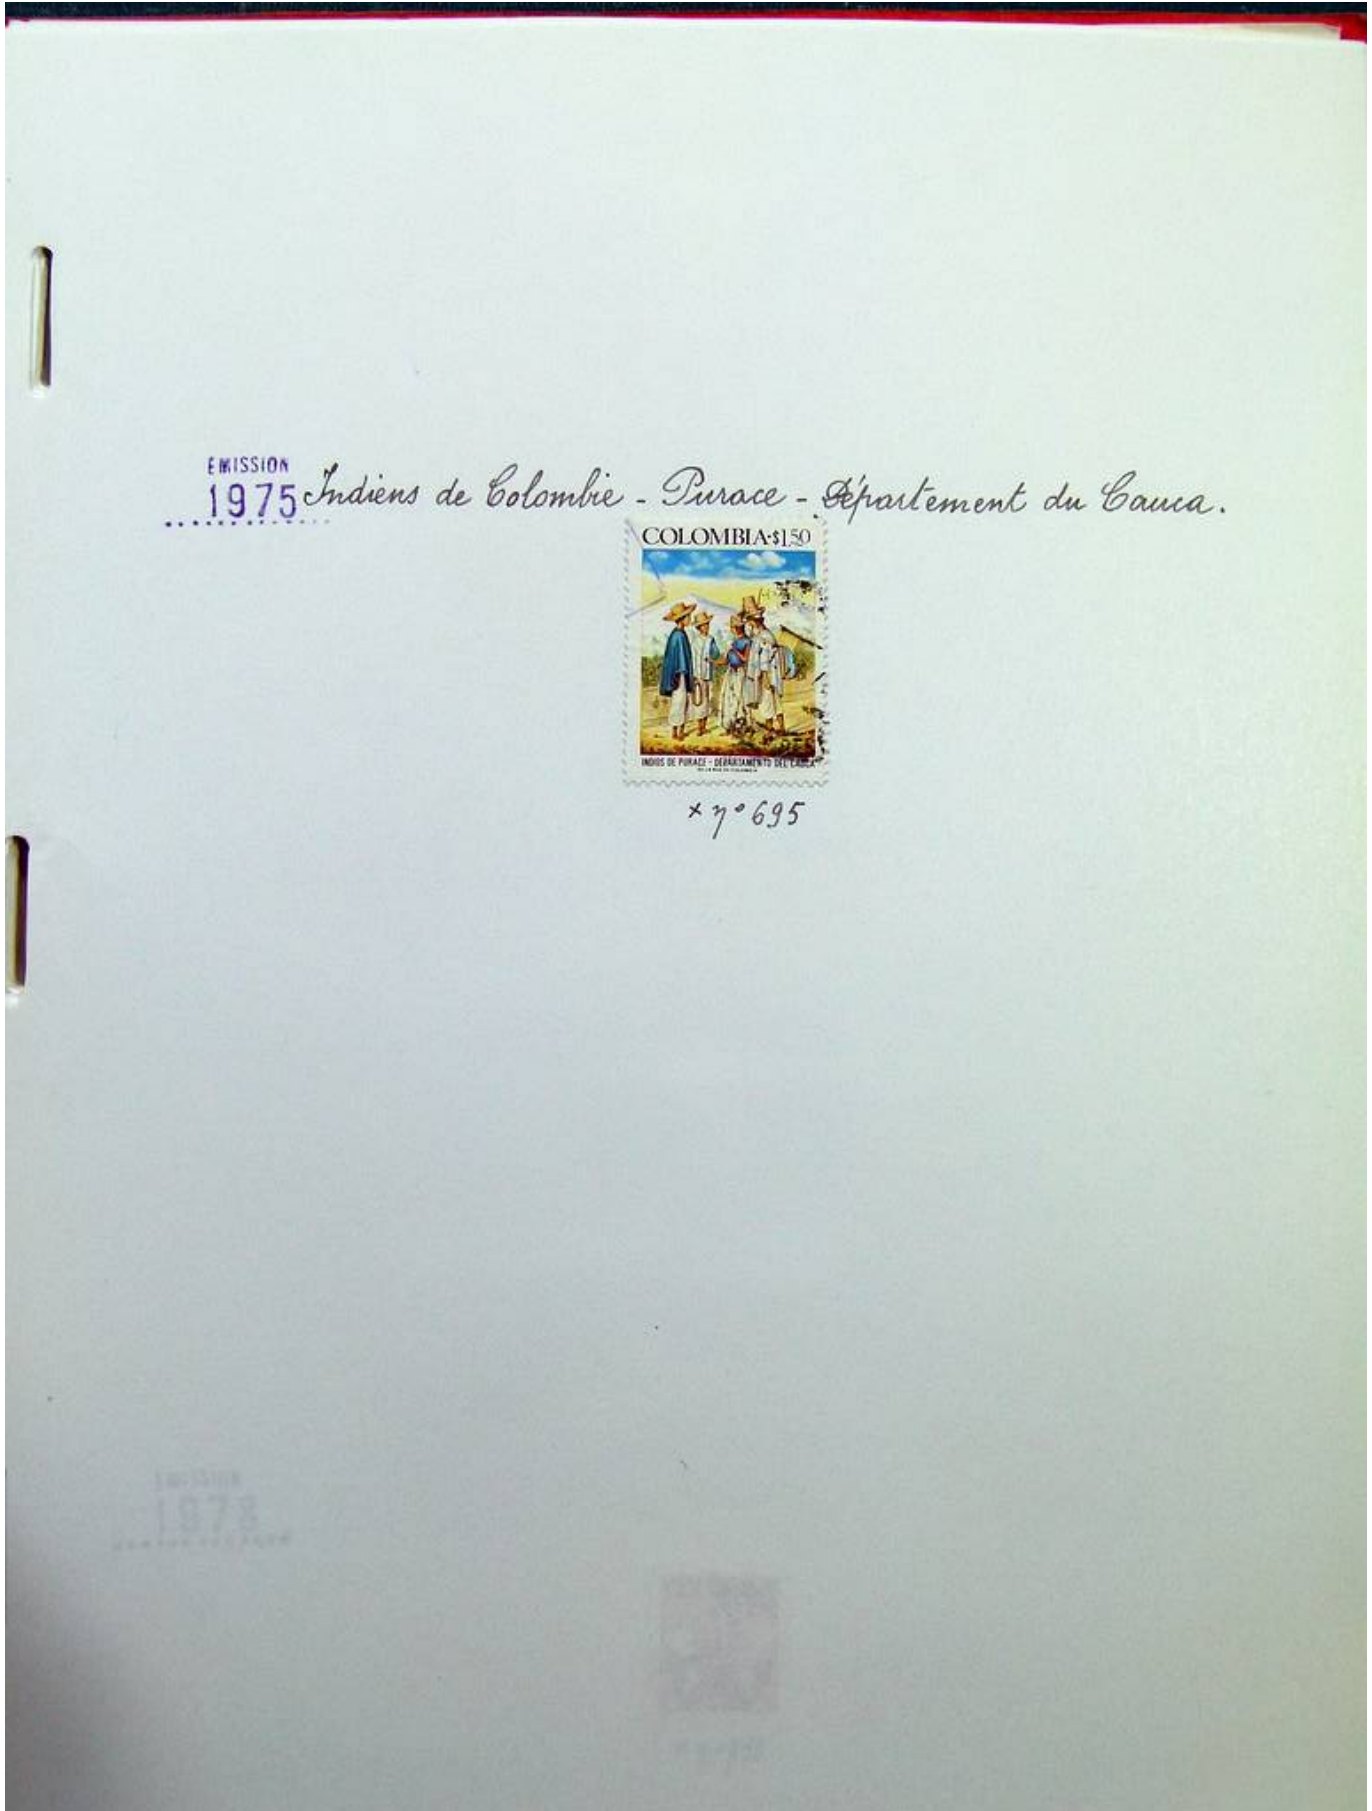 EMISSION
1975 Indiens de Colombie - Purace - Département du Cauca.
COLOMBIA·$1.50
INDIOS DE PURACE - DEPARTAMENTO DEL CAUCA
x nº 695
EMISSION
1978